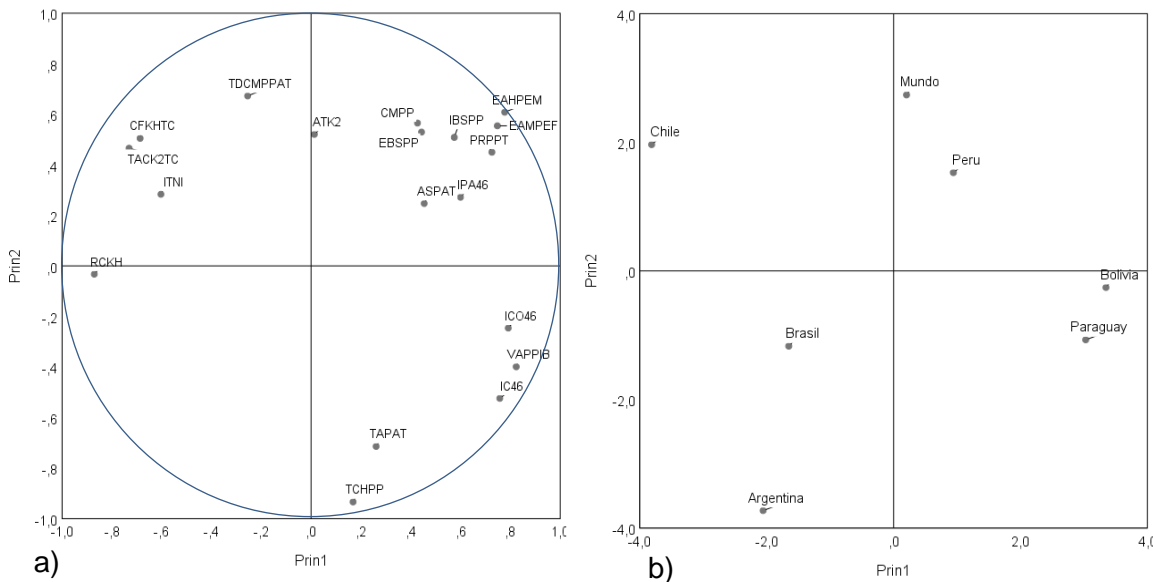 1,0
,8
,6
,4
,2
,0
-,2
-,4
-,6
-,8
-1,0
Prin2
TDCMPPAT
EAHPEM
CFKHTC
ATK2
CMPP
IBSPP
EAMPEF
EBSPP
PRPPT
TACK2TC
ITNI
ASPAT
IPA46
RCKH
ICO46
VAPPIB
IC46
TAPAT
TCHPP
-1,0 -,8 -,6 -,4 -,2 ,0 ,2 ,4 ,6 ,8 1,0
Prin1
a)
4,0
2,0
,0
-2,0
-4,0
Prin2
Mundo
Chile
Peru
Bolivia
Paraguay
Brasil
Argentina
-4,0 -2,0 ,0 2,0 4,0
Prin1
b)